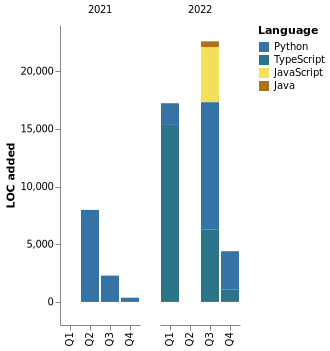 2021
2022
Language
Python
TypeScript
JavaScript
Java
LOC added
20,000
15,000
10,000
5,000
0
Q1
Q2
Q3
Q4
Q1
Q2
Q3
Q4